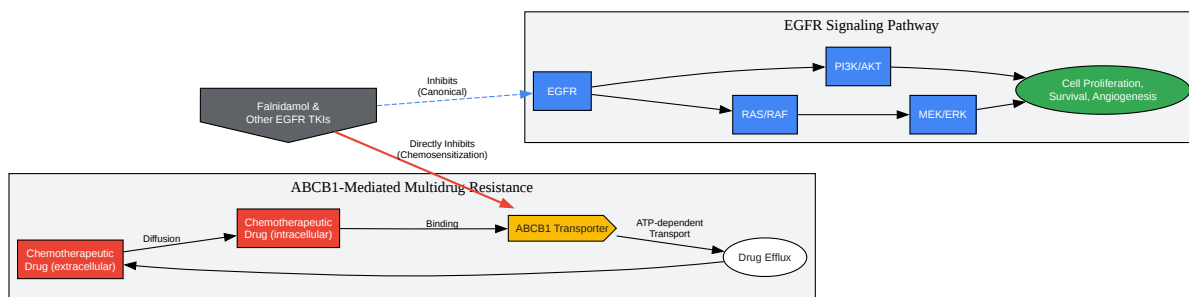 EGFR Signaling Pathway
PI3K/AKT
Cell Proliferation,
Survival, Angiogenesis
Inhibits
(Canonical)
EGFR
Falnidamol &
Other EGFR TKIs
RAS/RAF
MEK/ERK
Directly Inhibits
(Chemosensitization)
ABCB1-Mediated Multidrug Resistance
Chemotherapeutic
Drug (intracellular)
Binding
ABCB1 Transporter
ATP-dependent
Transport
Diffusion
Chemotherapeutic
Drug (extracellular)
Drug Efflux